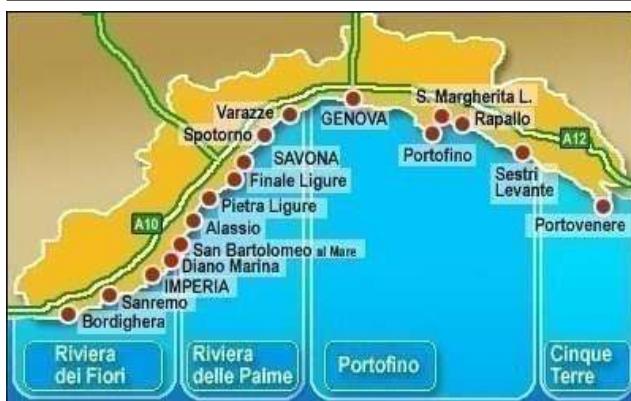 Varazze
GENOVA
S. Margherita L.
Rapallo
Spotorno
Portofino
A12
SAVONA
Sestri
Levante
Finale Ligure
Pietra Ligure
Portovenere
A10
Alassio
San Bartolomeo al Mare
Diano Marina
IMPERIA
Sanremo
Bordighera
Riviera
dei Fiori
Riviera
delle Palme
Portofino
Cinque
Terre